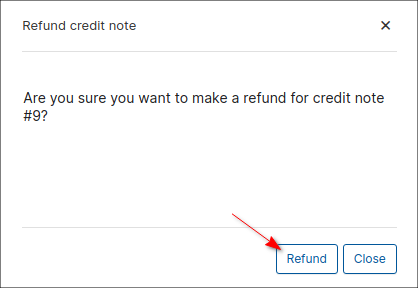 Refund credit note
Are you sure you want to make a refund for credit note
#9?
Refund
Close